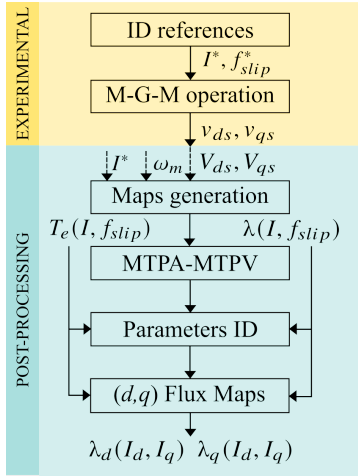 EXPERIMENTAL
ID references
I*, f*slip
M-G-M operation
vds, vqs
POST-PROCESSING
I* ωm Vds, Vqs
Maps generation
Te(I, fslip) λ(I, fslip)
MTPA-MTPV
Parameters ID
(d,q) Flux Maps
λd(Id, Iq) λq(Id, Iq)